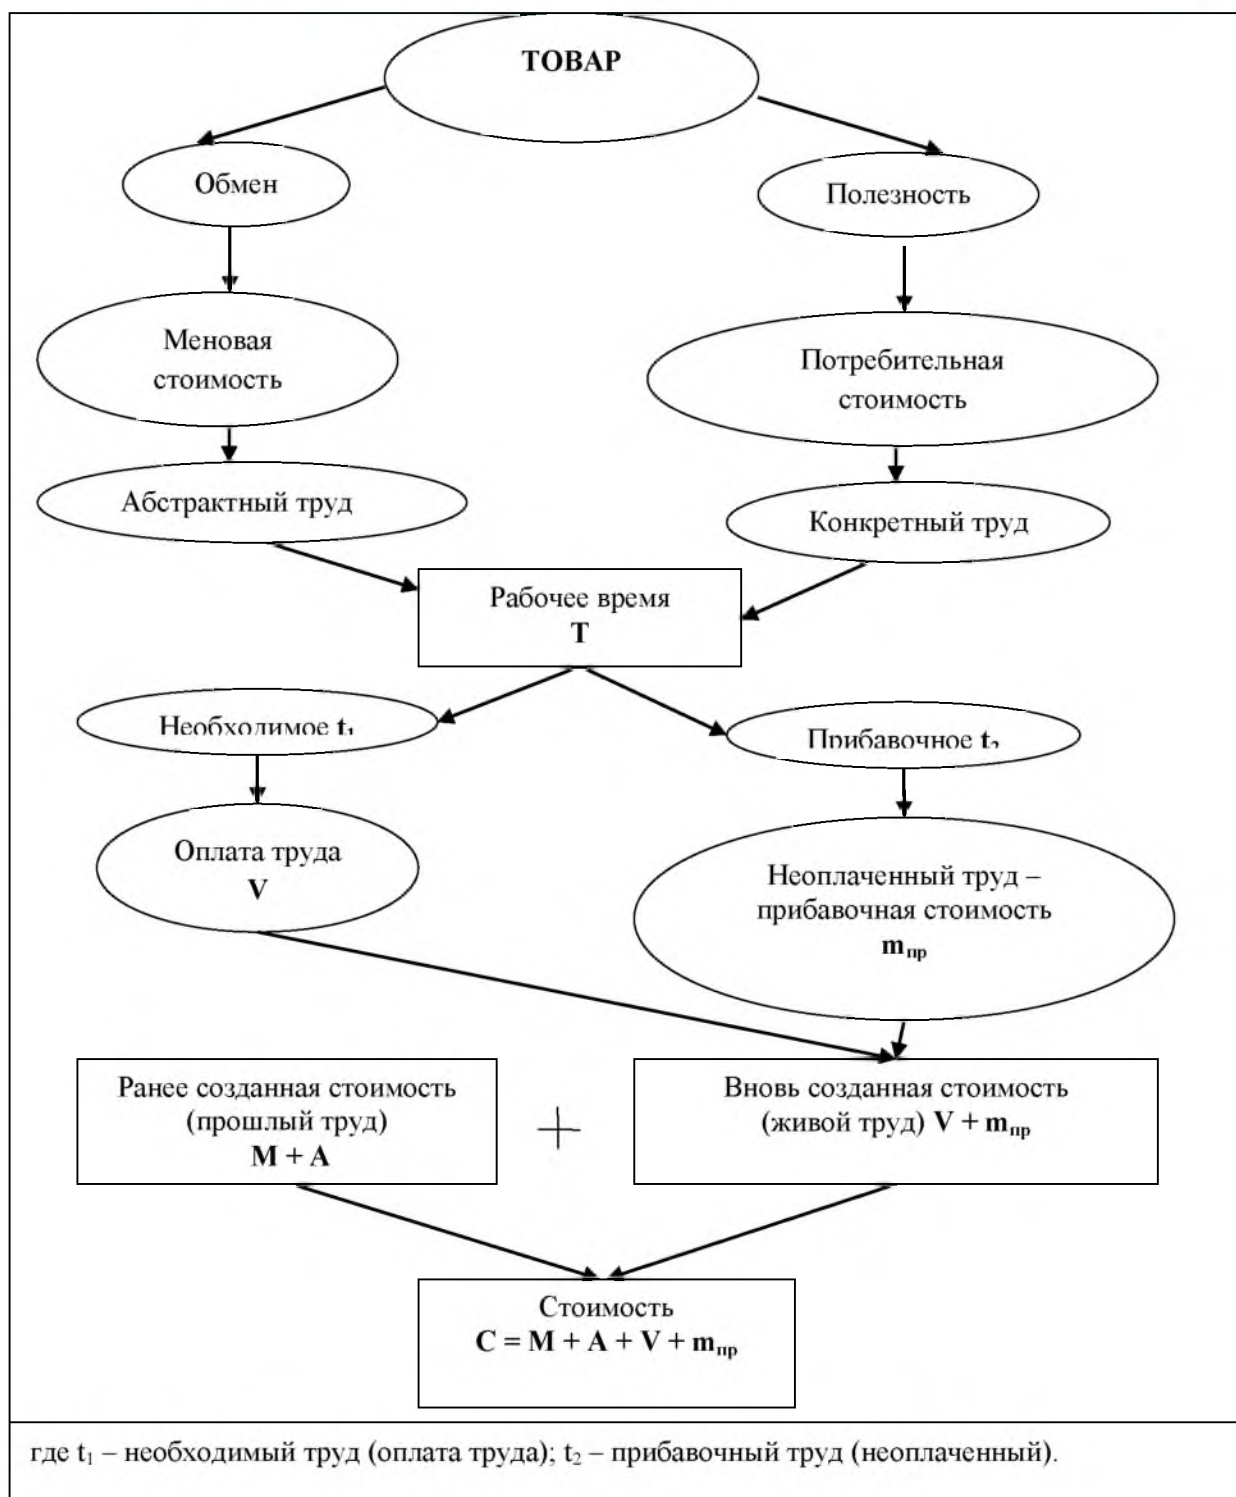 ТОВАР
Обмен
Полезность
Меновая
стоимость
Потребительная
стоимость
Абстрактный труд
Конкретный труд
Рабочее время
T
Необходимое t₁
Прибавочное t₂
Оплата труда
V
Неоплаченный труд –
прибавочная стоимость
mпр
Ранее созданная стоимость
(прошлый труд)
M + A
+
Вновь созданная стоимость
(живой труд) V + mпр
Стоимость
C = M + A + V + mпр
где t₁ – необходимый труд (оплата труда); t₂ – прибавочный труд (неоплаченный).